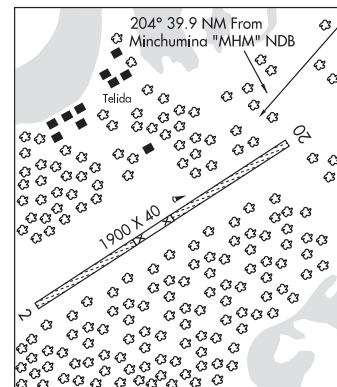 204° 39.9 NM From
Minchumina "MHM" NDB
Telida
20
1900 X 40
2